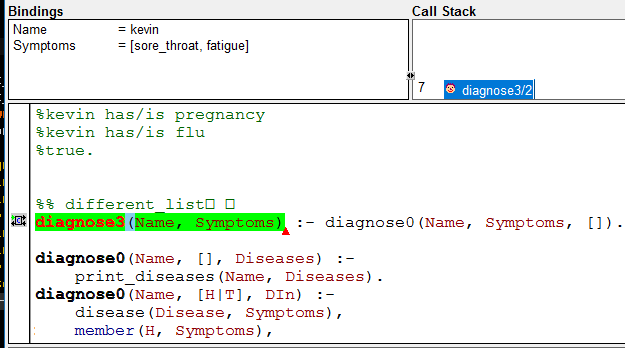 Bindings
Call Stack
Name = kevin
Symptoms = [sore_throat, fatigue]
7 diagnose3/2
%kevin has/is pregnancy
%kevin has/is flu
%true.
%% different_list□ □
diagnose3(Name, Symptoms) :- diagnose0(Name, Symptoms, []).
diagnose0(Name, [], Diseases) :-
print_diseases(Name, Diseases).
diagnose0(Name, [H|T], DIn) :-
disease(Disease, Symptoms),
member(H, Symptoms),